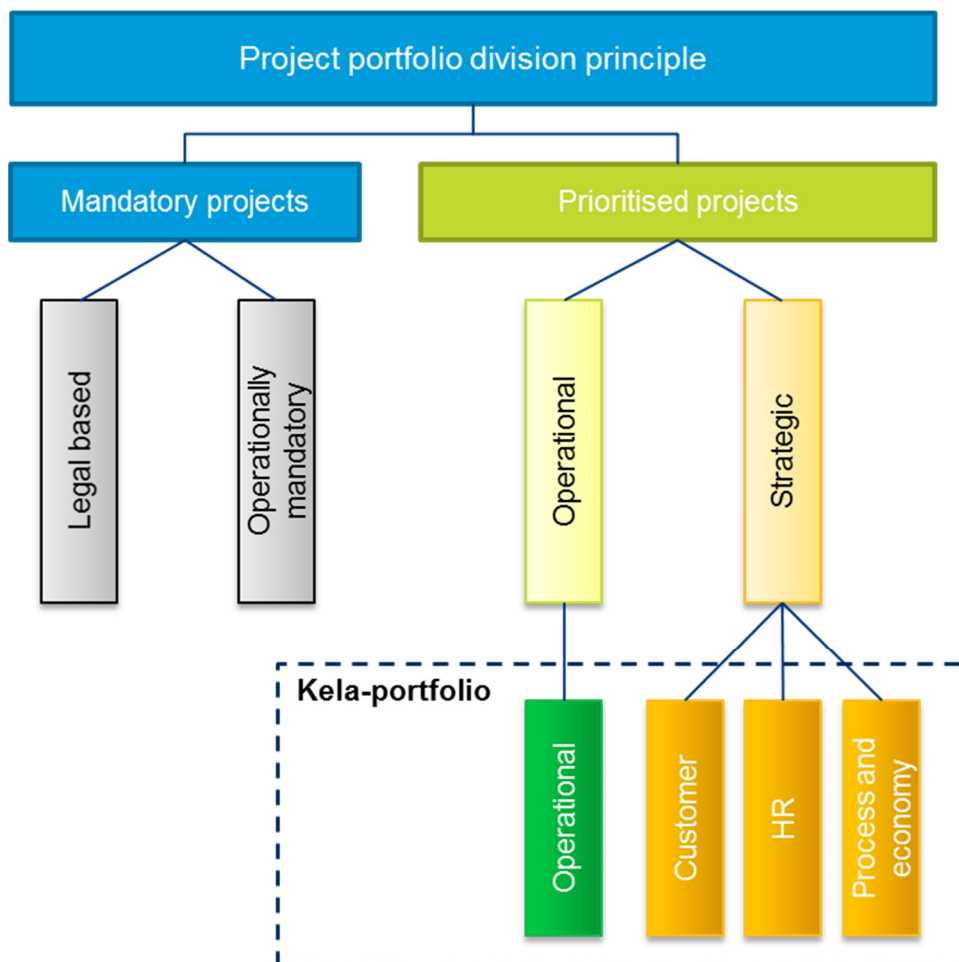 Project portfolio division principle
Mandatory projects
Prioritised projects
Legal based
Operationally
mandatory
Operational
Strategic
Kela-portfolio
Operational
Customer
HR
Process and
economy